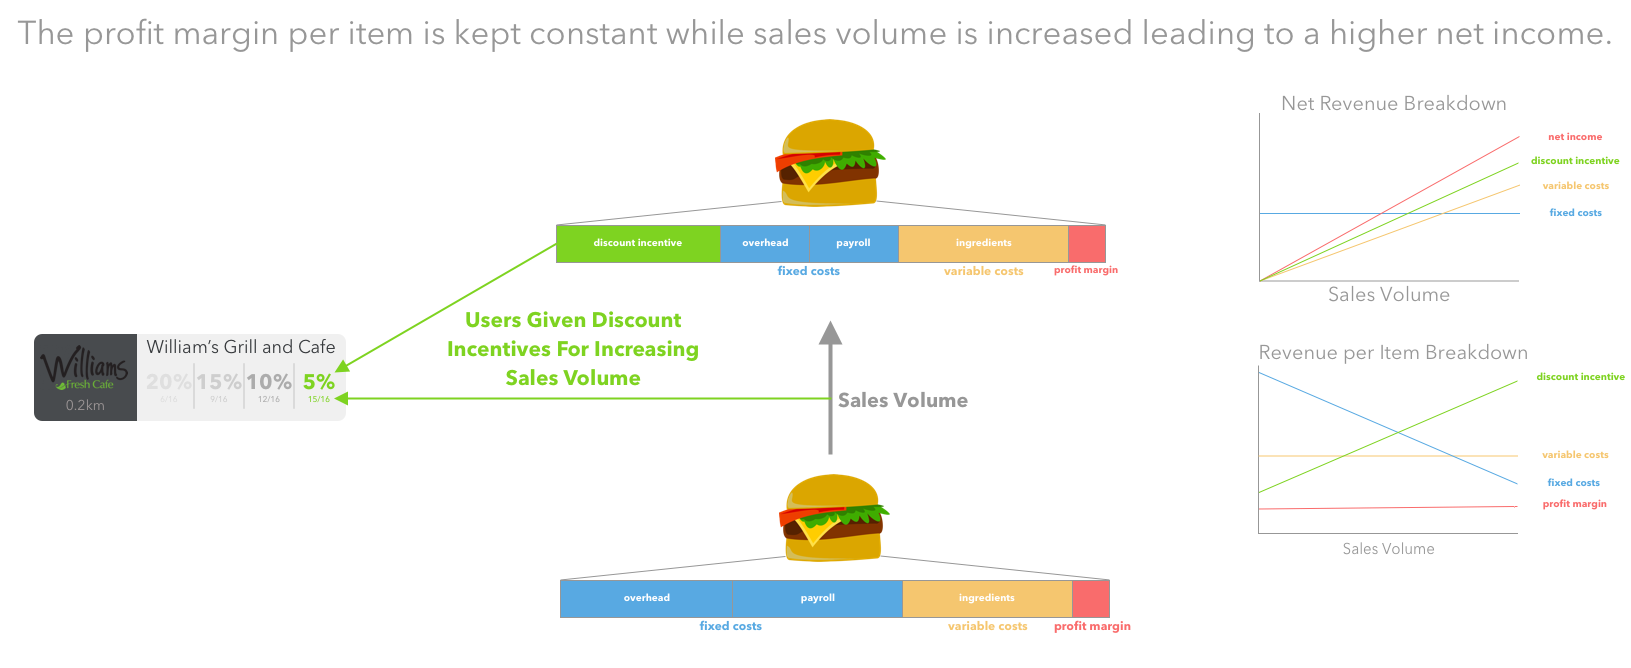 The profit margin per item is kept constant while sales volume is increased leading to a higher net income.
discount incentive
overhead
payroll
ingredients
fixed costs
variable costs
profit margin
Users Given Discount
Incentives For Increasing
Sales Volume
Williams
Fresh Cafe
0.2km
William's Grill and Cafe
20% 15% 10% 5%
6/16 9/16 12/16 15/16
Sales Volume
overhead
payroll
ingredients
fixed costs
variable costs
profit margin
Net Revenue Breakdown
net income
discount incentive
variable costs
fixed costs
Sales Volume
Revenue per Item Breakdown
discount incentive
variable costs
fixed costs
profit margin
Sales Volume